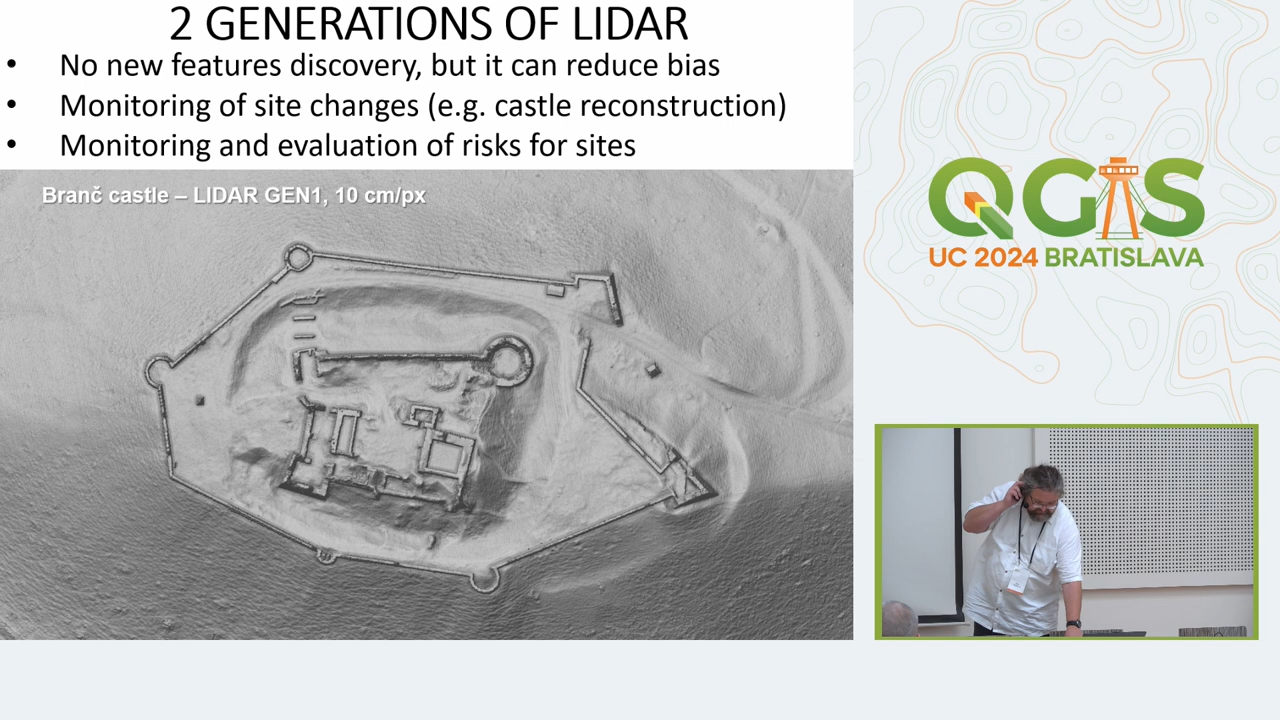 2 GENERATIONS OF LIDAR
• No new features discovery, but it can reduce bias
• Monitoring of site changes (e.g. castle reconstruction)
• Monitoring and evaluation of risks for sites
Branč castle – LIDAR GEN1, 10 cm/px
QGIS
UC 2024 BRATISLAVA